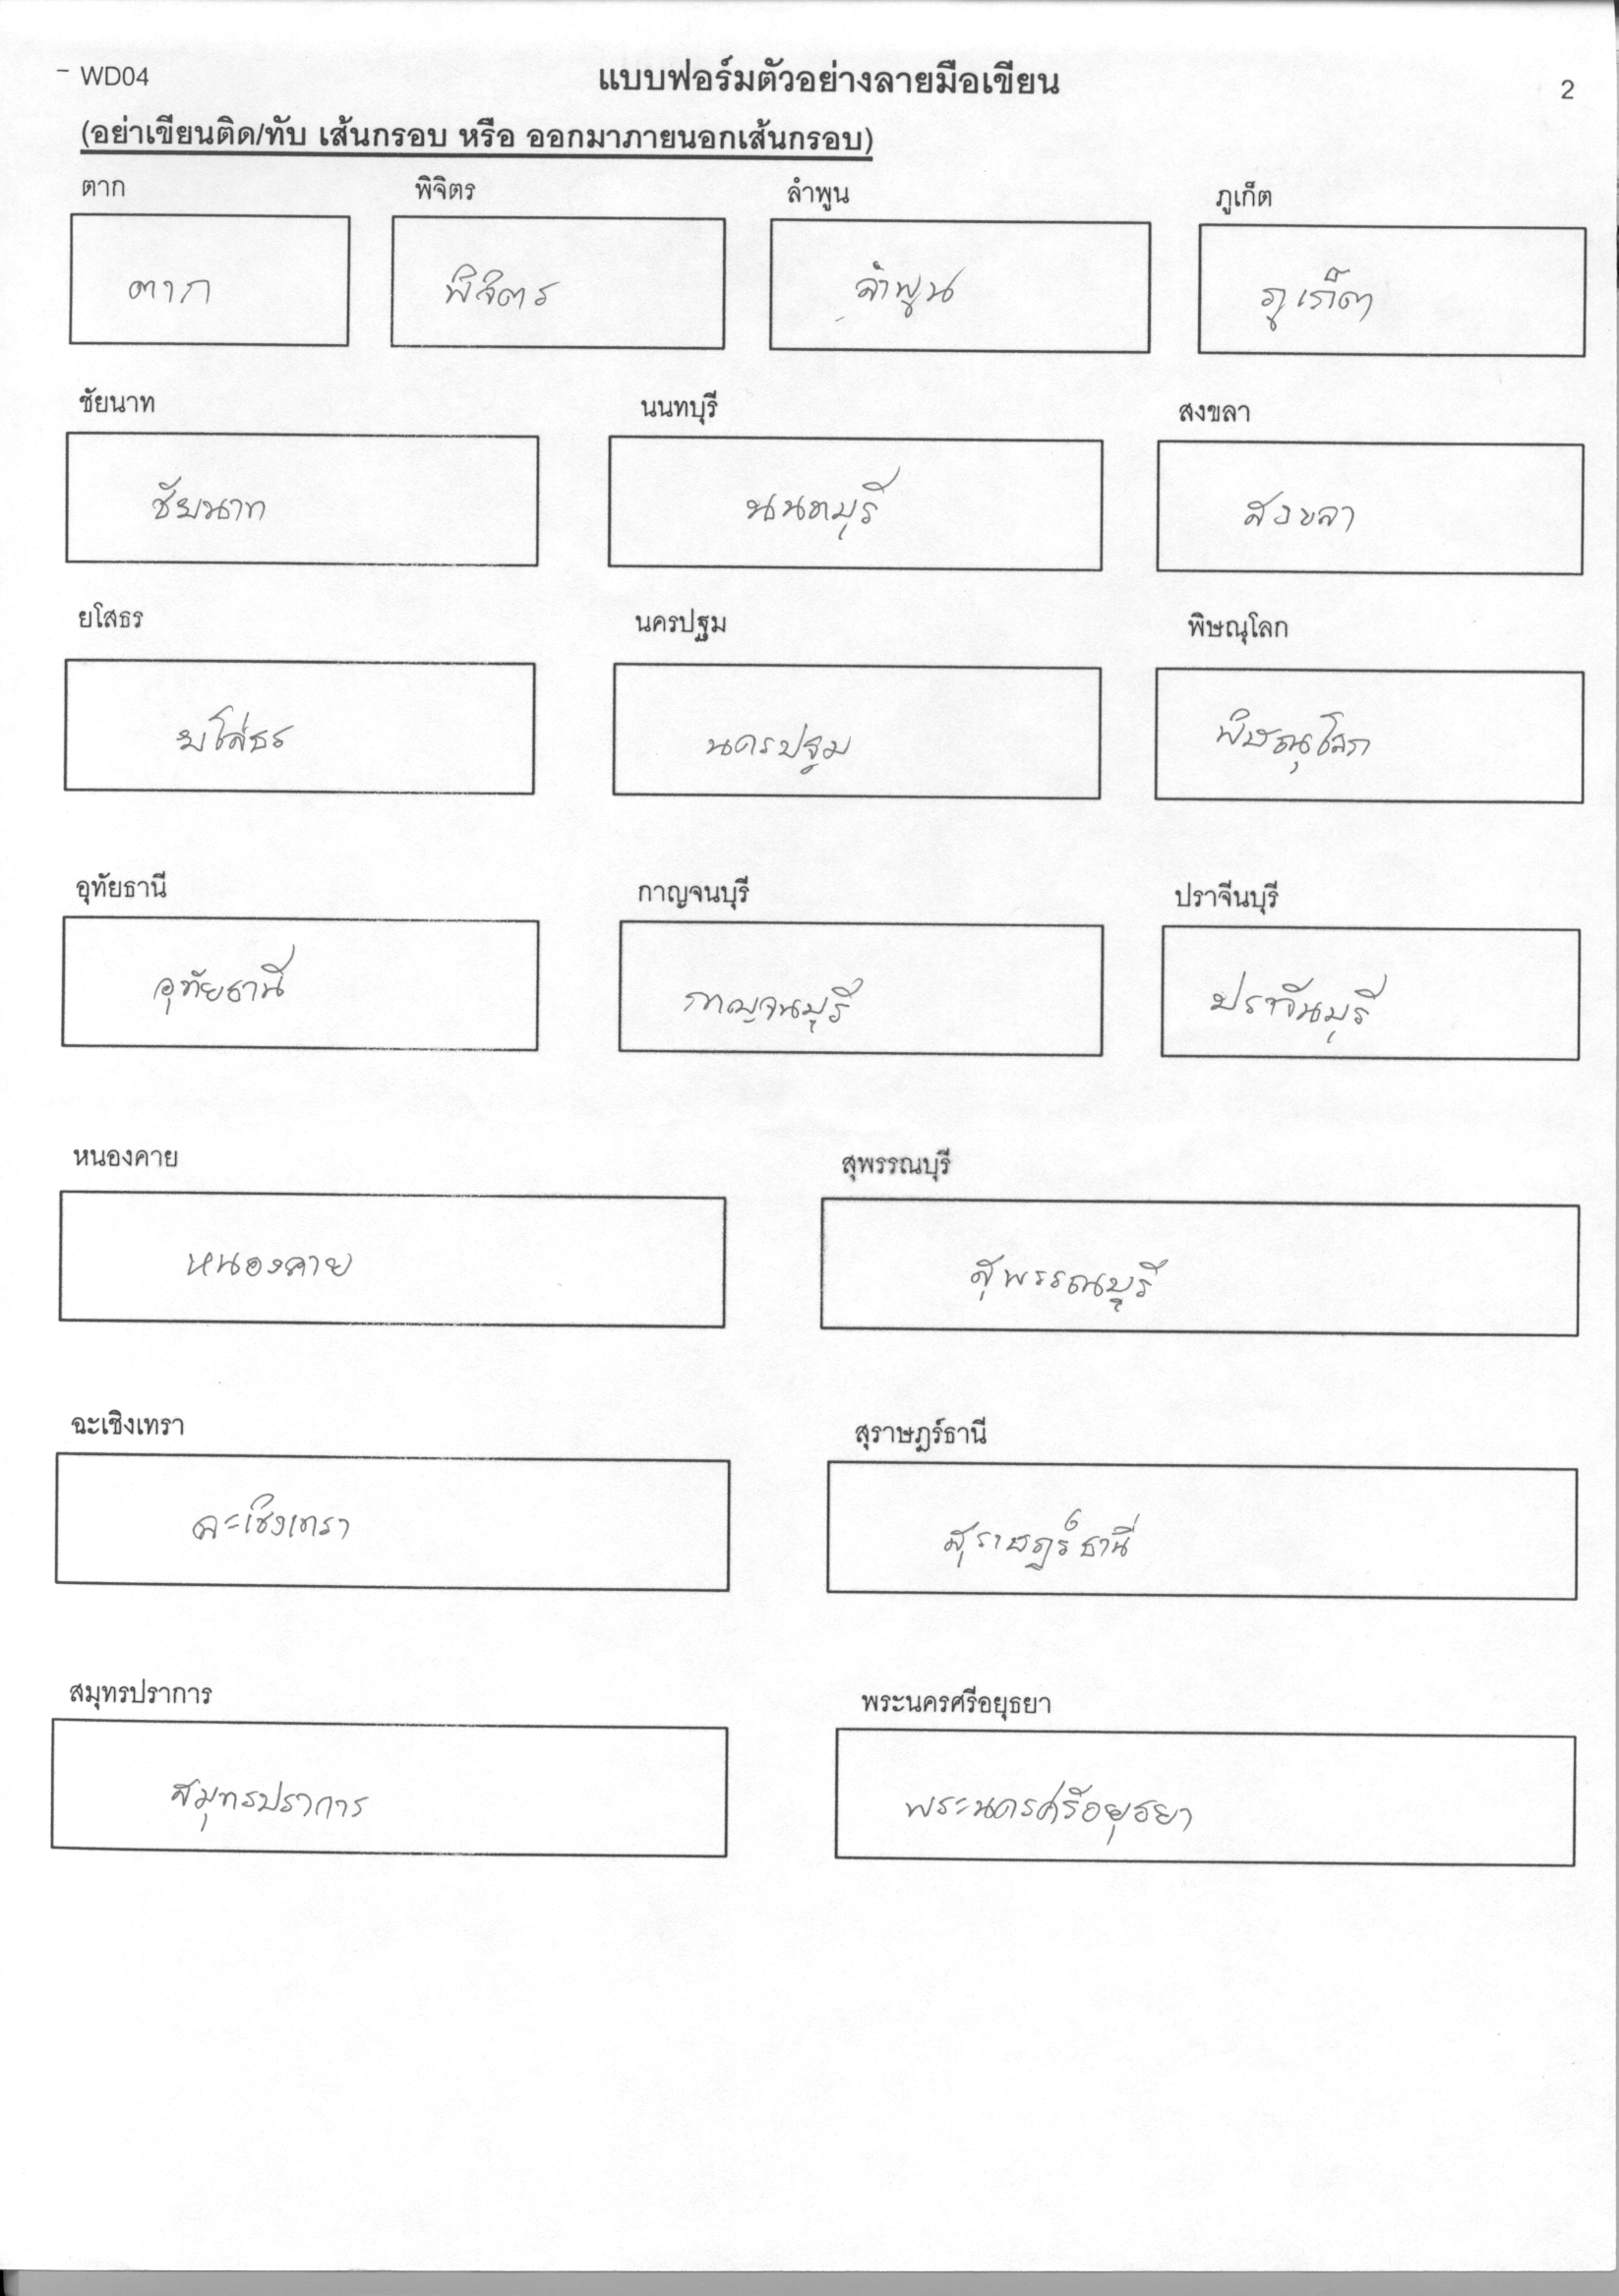 - WD04 แบบฟอร์มตัวอย่างลายมือเขียน 2
(อย่าเขียนติด/ทับ เส้นกรอบ หรือ ออกมาภายนอกเส้นกรอบ)
ตาก พิจิตร ลำพูน ภูเก็ต
ตาก พิจิตร ลำพูน ภูเก็ต
ชัยนาท นนทบุรี สงขลา
ชัยนาท นนทบุรี สงขลา
ยโสธร นครปฐม พิษณุโลก
ยโสธร นครปฐม พิษณุโลก
อุทัยธานี กาญจนบุรี ปราจีนบุรี
อุทัยธานี กาญจนบุรี ปราจีนบุรี
หนองคาย สุพรรณบุรี
หนองคาย สุพรรณบุรี
ฉะเชิงเทรา สุราษฎร์ธานี
ฉะเชิงเทรา สุราษฎร์ธานี
สมุทรปราการ พระนครศรีอยุธยา
สมุทรปราการ พระนครศรีอยุธยา